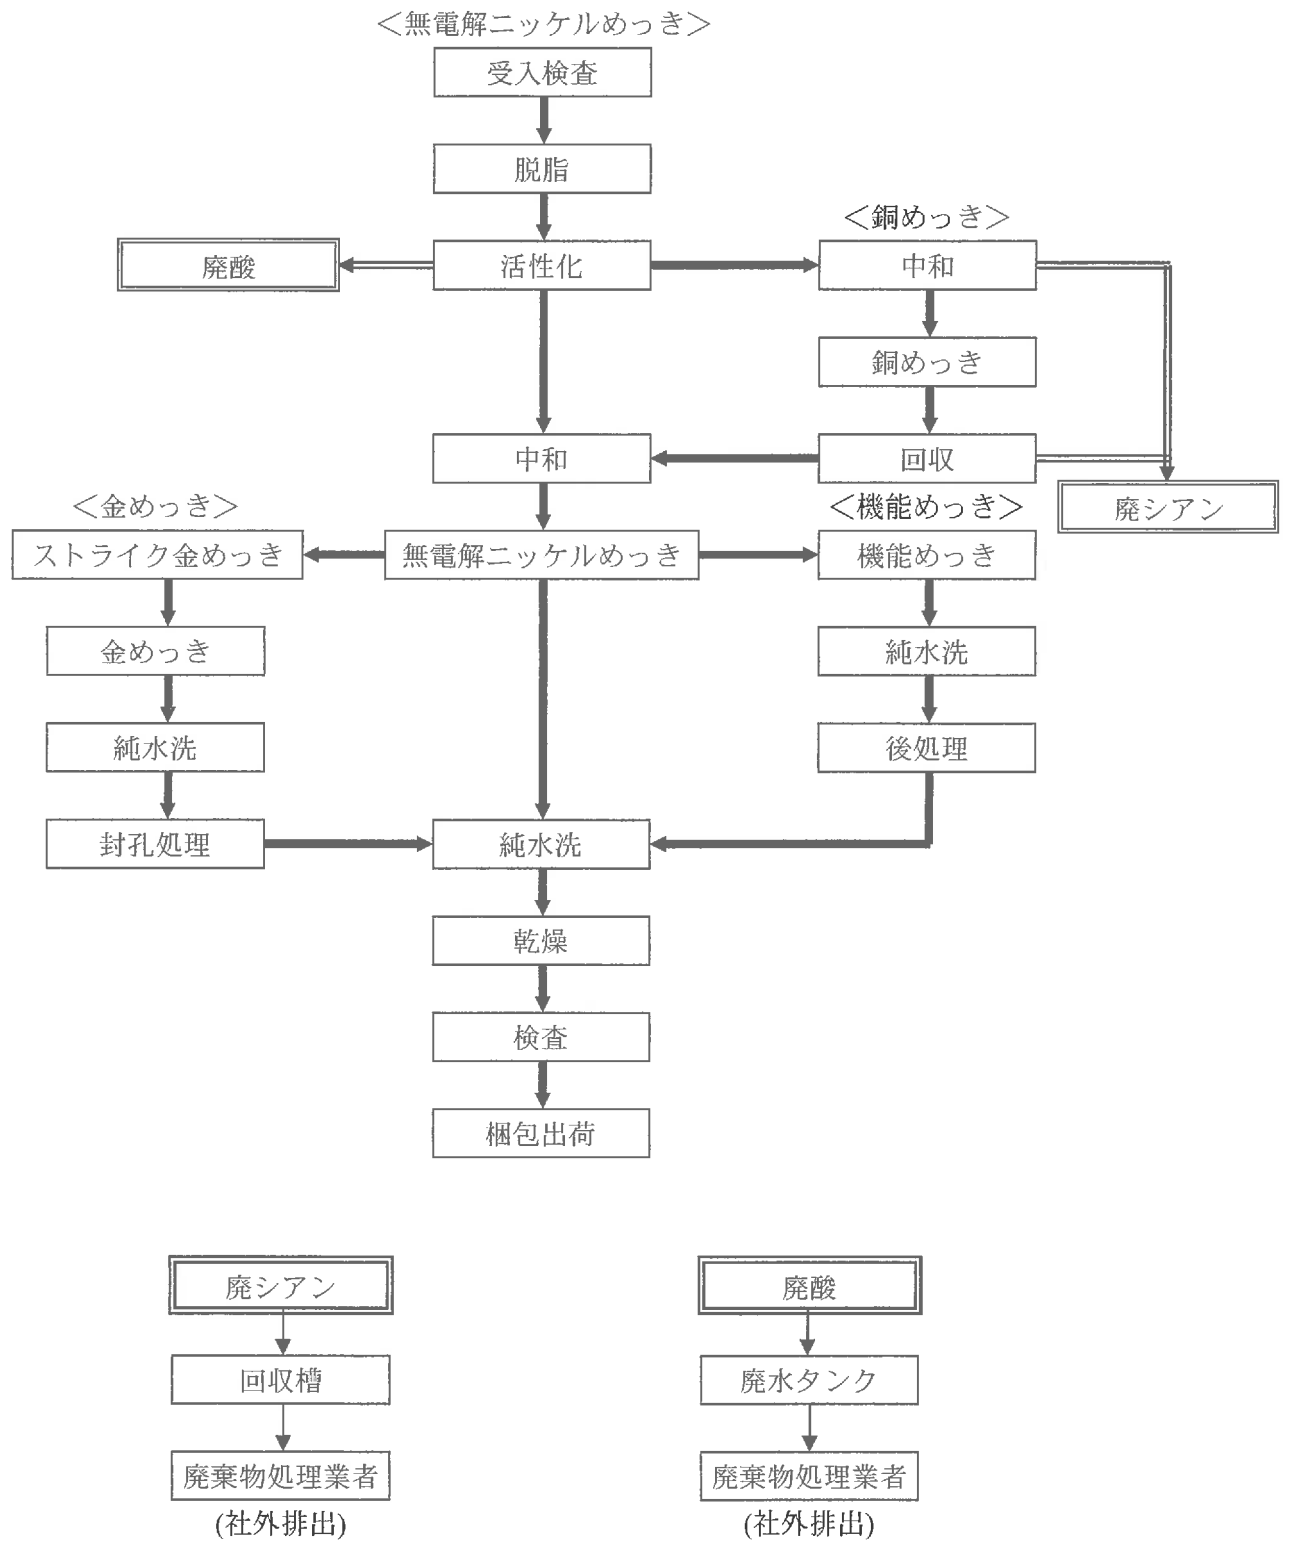 ＜無電解ニッケルめっき＞
受入検査
脱脂
＜銅めっき＞
廃酸
活性化
中和
銅めっき
中和
回収
＜金めっき＞
＜機能めっき＞
廃シアン
ストライク金めっき
無電解ニッケルめっき
機能めっき
金めっき
純水洗
純水洗
後処理
封孔処理
純水洗
乾燥
検査
梱包出荷
廃シアン
廃酸
回収槽
廃水タンク
廃棄物処理業者
廃棄物処理業者
(社外排出)
(社外排出)